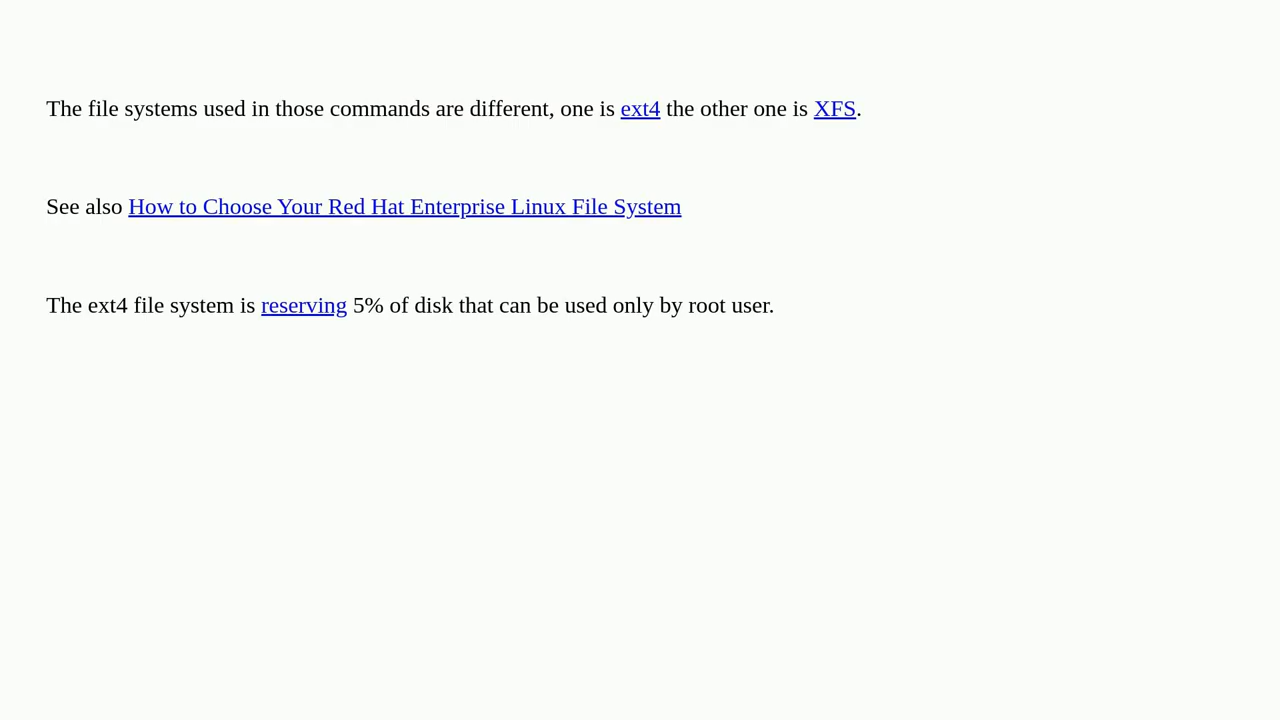 The file systems used in those commands are different, one is ext4 the other one is XFS.
See also How to Choose Your Red Hat Enterprise Linux File System
The ext4 file system is reserving 5% of disk that can be used only by root user.